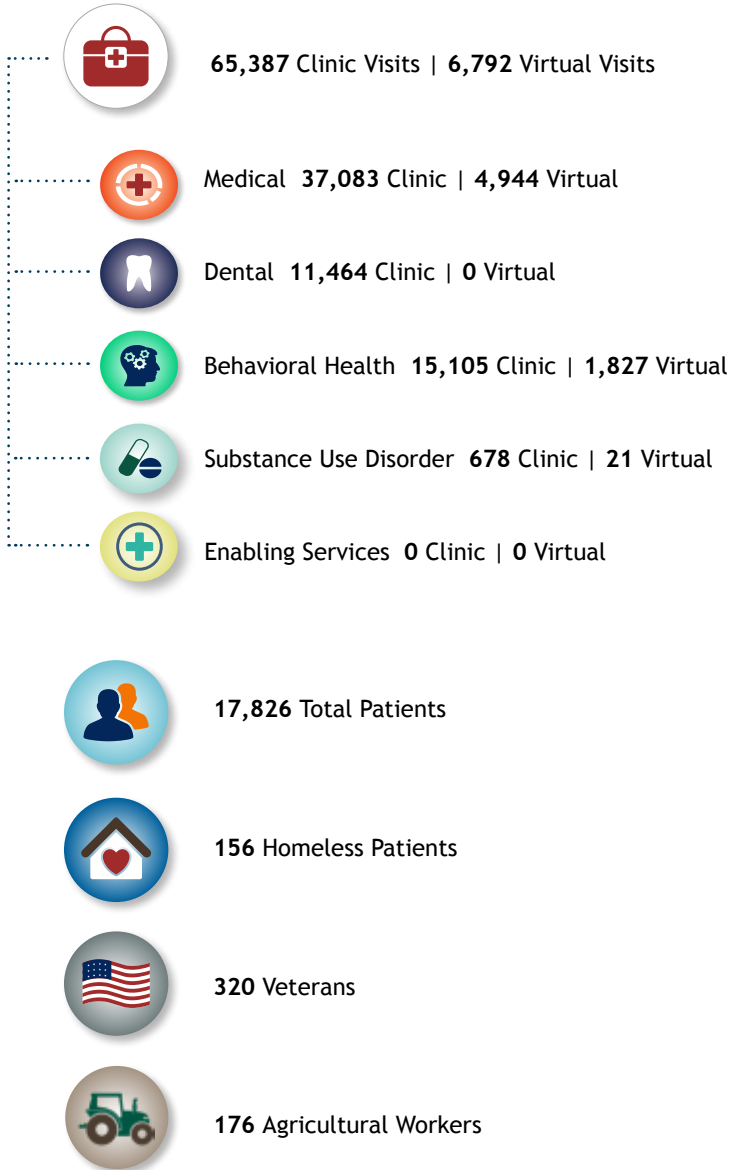 65,387 Clinic Visits | 6,792 Virtual Visits
Medical 37,083 Clinic | 4,944 Virtual
Dental 11,464 Clinic | 0 Virtual
Behavioral Health 15,105 Clinic | 1,827 Virtual
Substance Use Disorder 678 Clinic | 21 Virtual
Enabling Services 0 Clinic | 0 Virtual
17,826 Total Patients
156 Homeless Patients
320 Veterans
176 Agricultural Workers